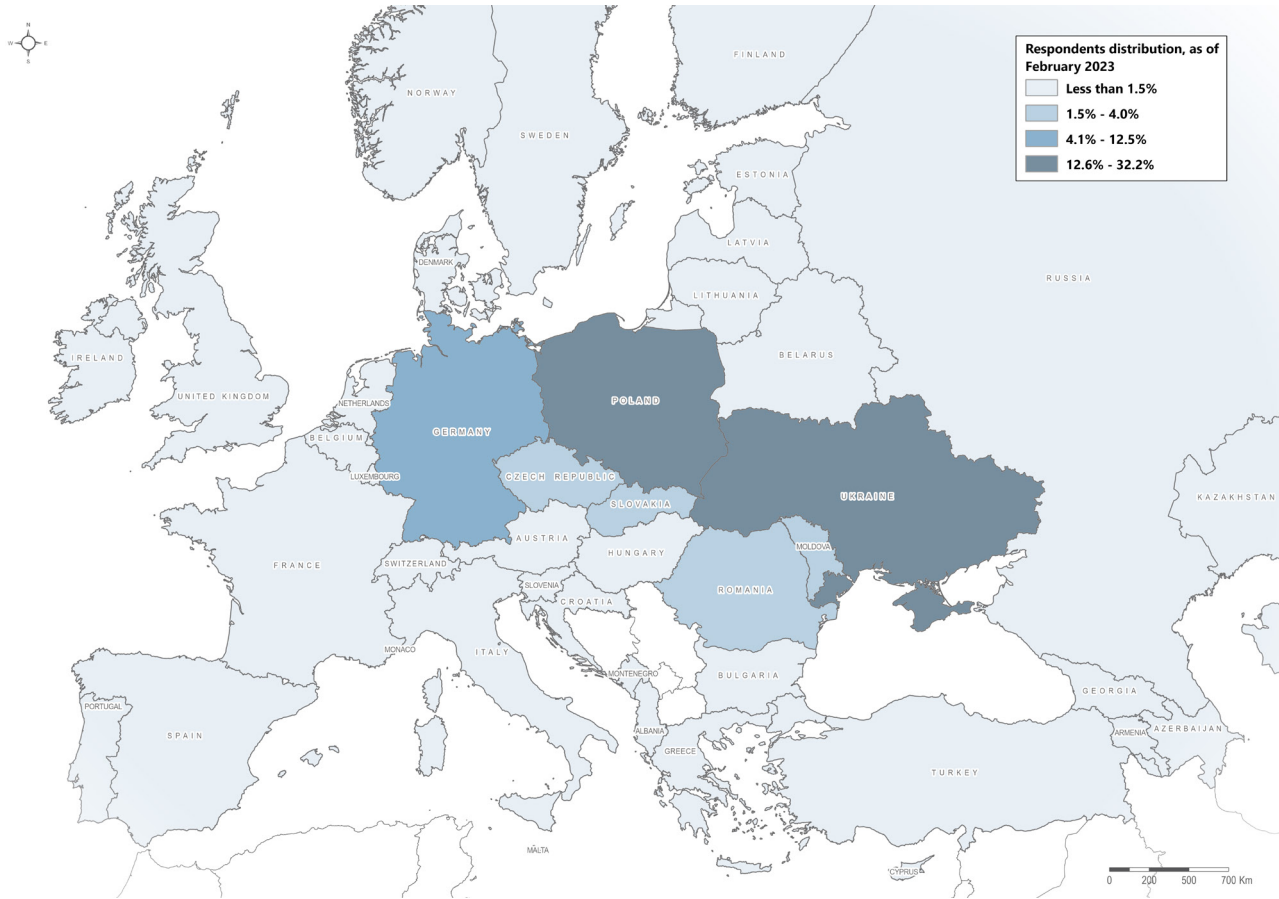 N
W E
S
Respondents distribution, as of
February 2023
Less than 1.5%
1.5% - 4.0%
4.1% - 12.5%
12.6% - 32.2%
FINLAND
NORWAY
SWEDEN
ESTONIA
LATVIA
DENMARK
RUSSIA
LITHUANIA
BELARUS
IRELAND
UNITED KINGDOM
NETHERLANDS
POLAND
GERMANY
BELGIUM
LUXEMBOURG
CZECH REPUBLIC
UKRAINE
KAZAKHSTAN
SLOVAKIA
AUSTRIA
MOLDOVA
HUNGARY
FRANCE
SWITZERLAND
SLOVENIA
ROMANIA
CROATIA
MONACO
ITALY
MONTENEGRO
BULGARIA
GEORGIA
PORTUGAL
SPAIN
ALBANIA
ARMENIA
AZERBAIJAN
GREECE
TURKEY
MALTA
CYPRUS
0 200 500 700 Km